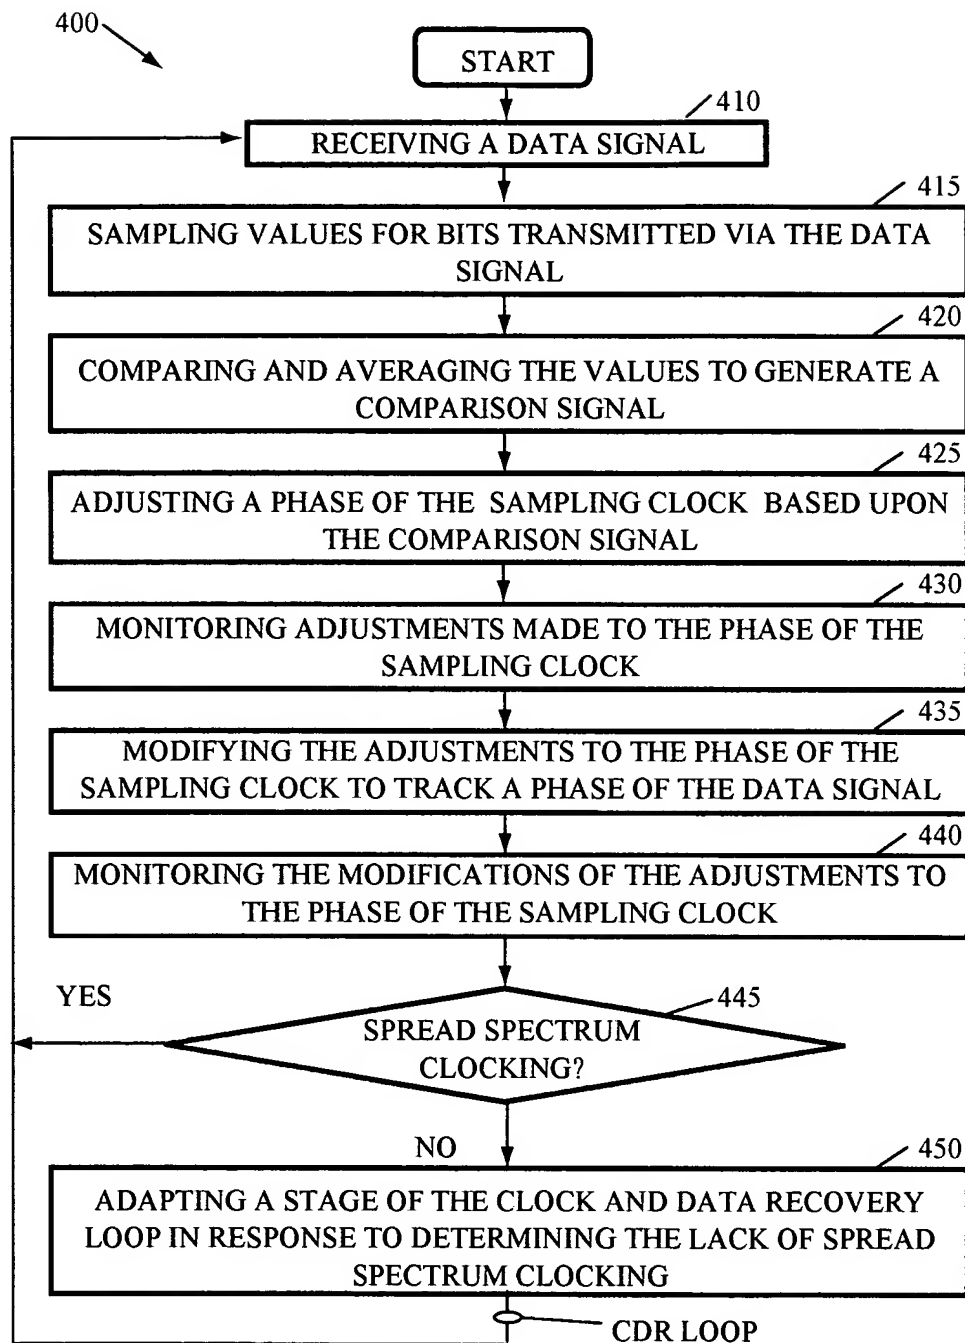 400
START
410
RECEIVING A DATA SIGNAL
415
SAMPLING VALUES FOR BITS TRANSMITTED VIA THE DATA
SIGNAL
420
COMPARING AND AVERAGING THE VALUES TO GENERATE A
COMPARISON SIGNAL
425
ADJUSTING A PHASE OF THE SAMPLING CLOCK BASED UPON
THE COMPARISON SIGNAL
430
MONITORING ADJUSTMENTS MADE TO THE PHASE OF THE
SAMPLING CLOCK
435
MODIFYING THE ADJUSTMENTS TO THE PHASE OF THE
SAMPLING CLOCK TO TRACK A PHASE OF THE DATA SIGNAL
440
MONITORING THE MODIFICATIONS OF THE ADJUSTMENTS TO
THE PHASE OF THE SAMPLING CLOCK
YES
445
SPREAD SPECTRUM
CLOCKING?
NO
450
ADAPTING A STAGE OF THE CLOCK AND DATA RECOVERY
LOOP IN RESPONSE TO DETERMINING THE LACK OF SPREAD
SPECTRUM CLOCKING
CDR LOOP